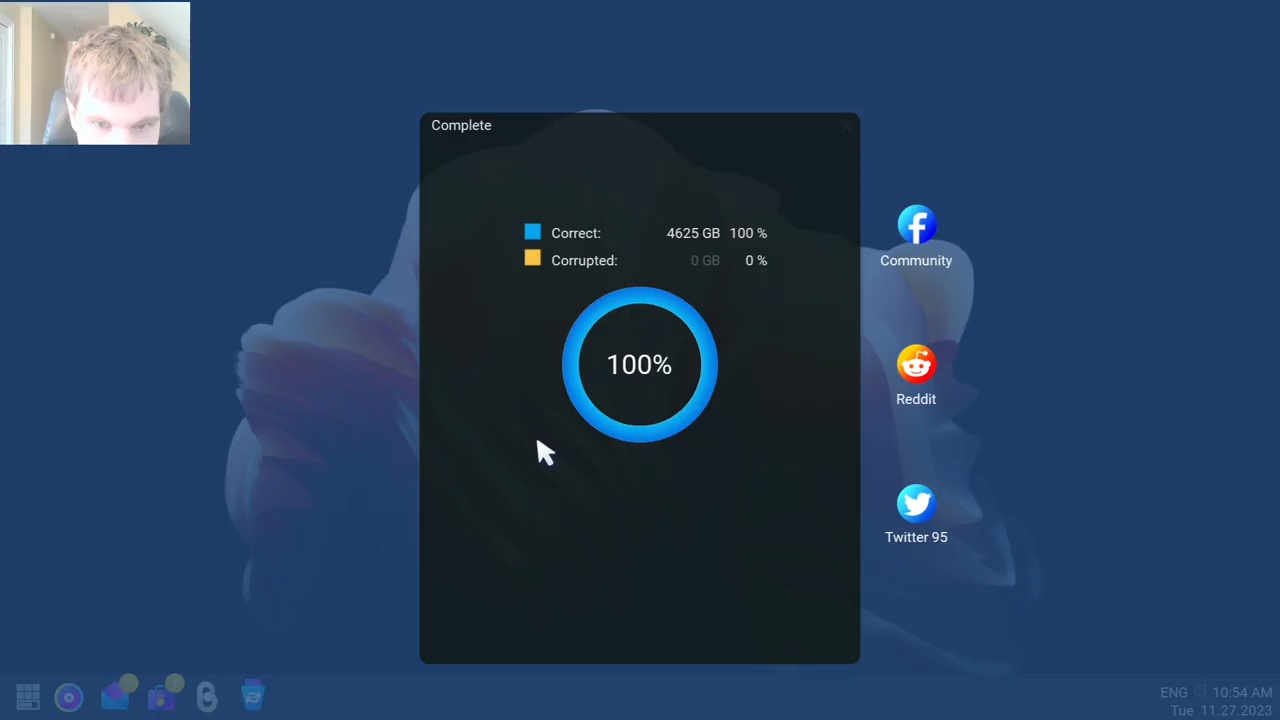 Complete
Correct: 4625 GB 100 %
Corrupted: 0 GB 0 %
100%
Community
Reddit
Twitter 95
ENG 10:54 AM
Tue 11.27.2023